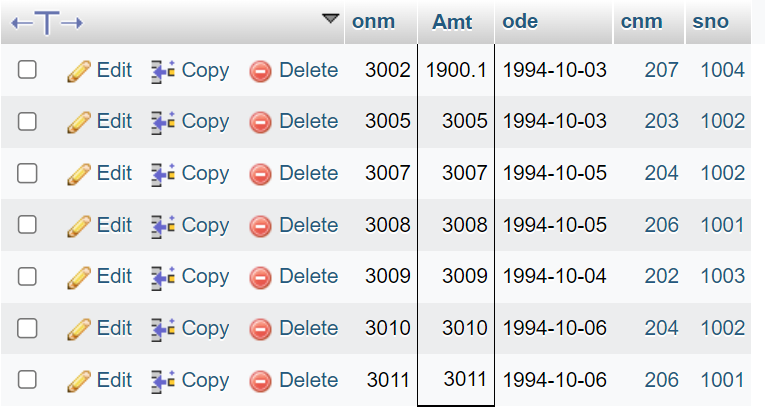 onm Amt ode cnm sno
Edit Copy Delete 3002 1900.1 1994-10-03 207 1004
Edit Copy Delete 3005 3005 1994-10-03 203 1002
Edit Copy Delete 3007 3007 1994-10-05 204 1002
Edit Copy Delete 3008 3008 1994-10-05 206 1001
Edit Copy Delete 3009 3009 1994-10-04 202 1003
Edit Copy Delete 3010 3010 1994-10-06 204 1002
Edit Copy Delete 3011 3011 1994-10-06 206 1001